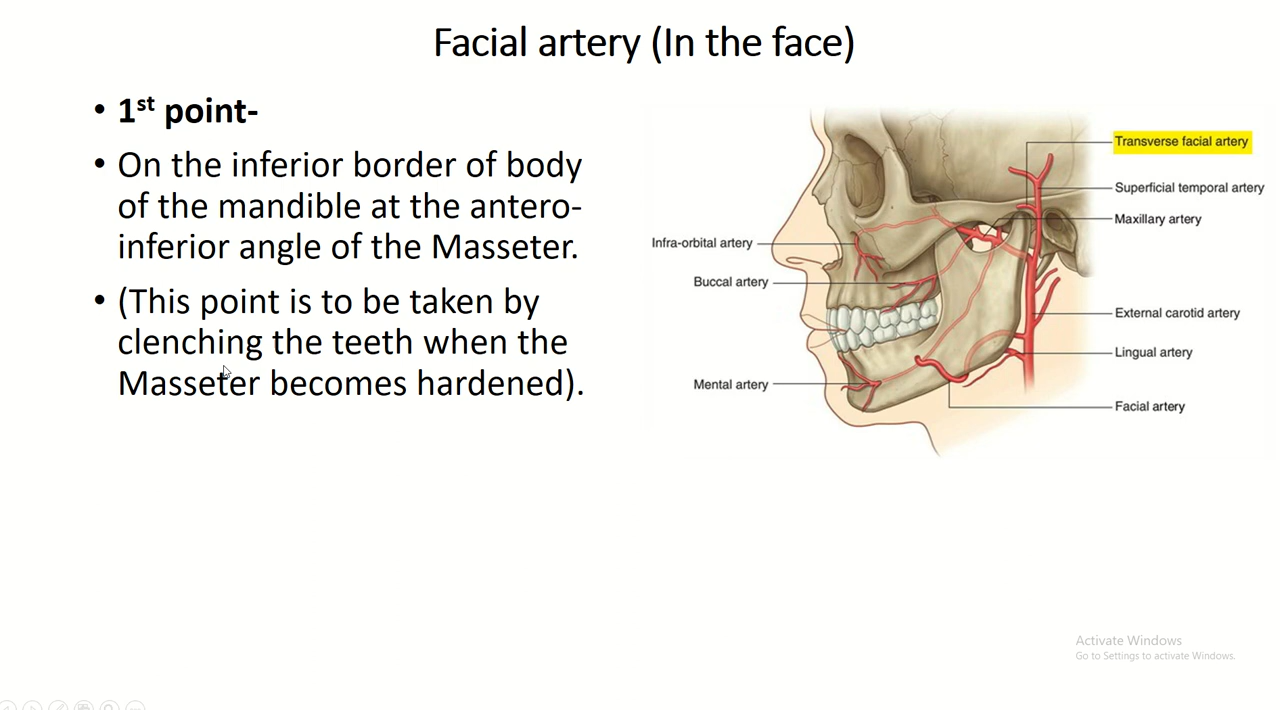 Facial artery (In the face)
• 1st point-
• On the inferior border of body
of the mandible at the antero-
inferior angle of the Masseter.
• (This point is to be taken by
clenching the teeth when the
Masseter becomes hardened).
Transverse facial artery
Superficial temporal artery
Maxillary artery
Infra-orbital artery
Buccal artery
External carotid artery
Lingual artery
Mental artery
Facial artery
Activate Windows
Go to Settings to activate Windows.